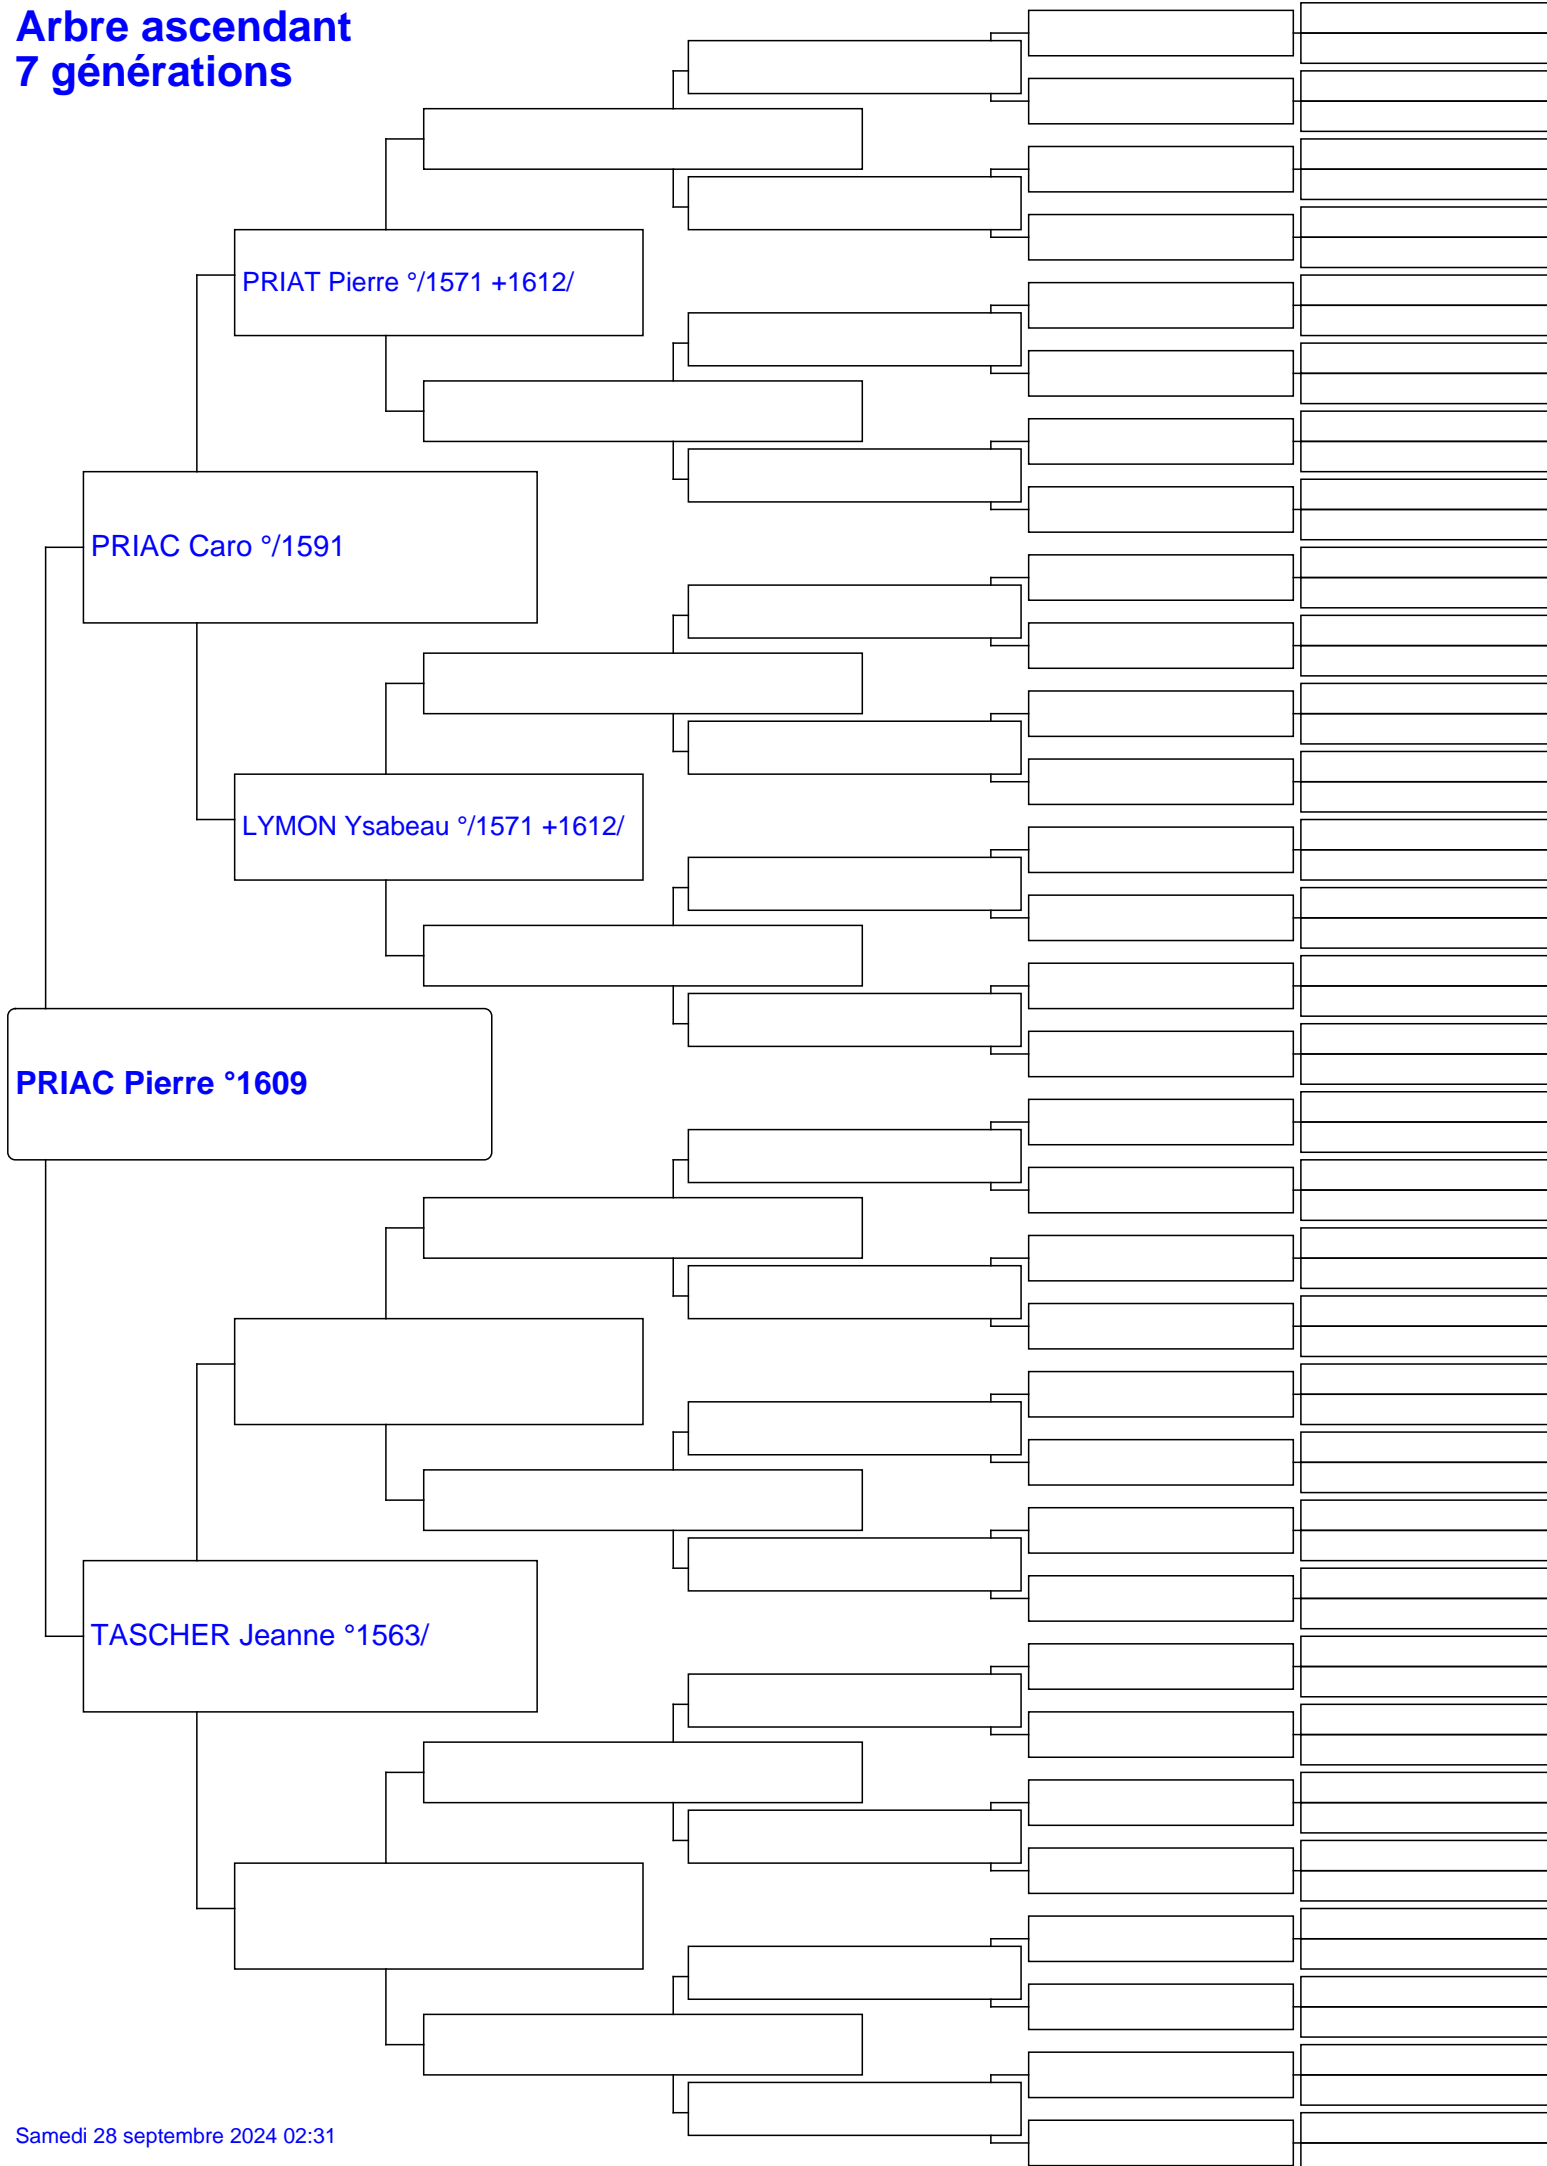 Arbre ascendant
7 générations
PRIAT Pierre °/1571 +1612/
PRIAC Caro °/1591
LYMON Ysabeau °/1571 +1612/
PRIAC Pierre °1609
TASCHER Jeanne °1563/
Samedi 28 septembre 2024 02:31